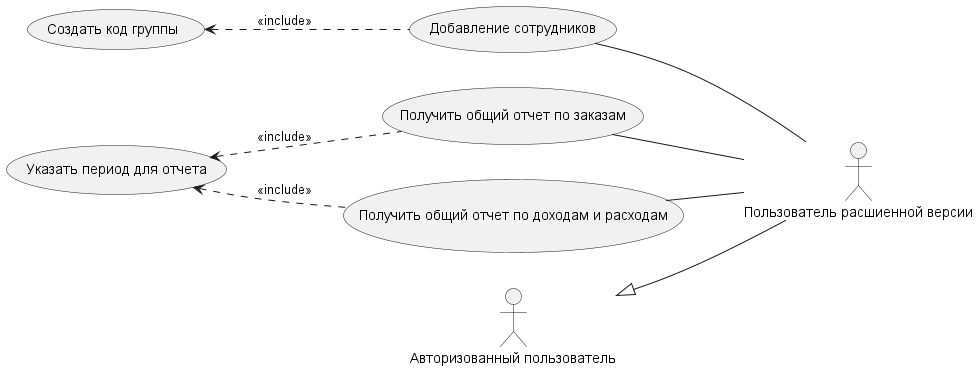 Создать код группы
«include»
Добавление сотрудников
Получить общий отчет по заказам
«include»
Указать период для отчета
«include»
Получить общий отчет по доходам и расходам
Пользователь расшиенной версии
Авторизованный пользователь